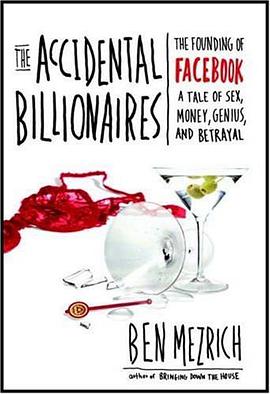 THE ACCIDENTAL
BILLIONAIRES
THE FOUNDING OF
FACEBOOK
A TALE OF SEX,
MONEY, GENIUS,
AND BETRAYAL
BEN MEZRICH
author of BRINGING DOWN THE HOUSE